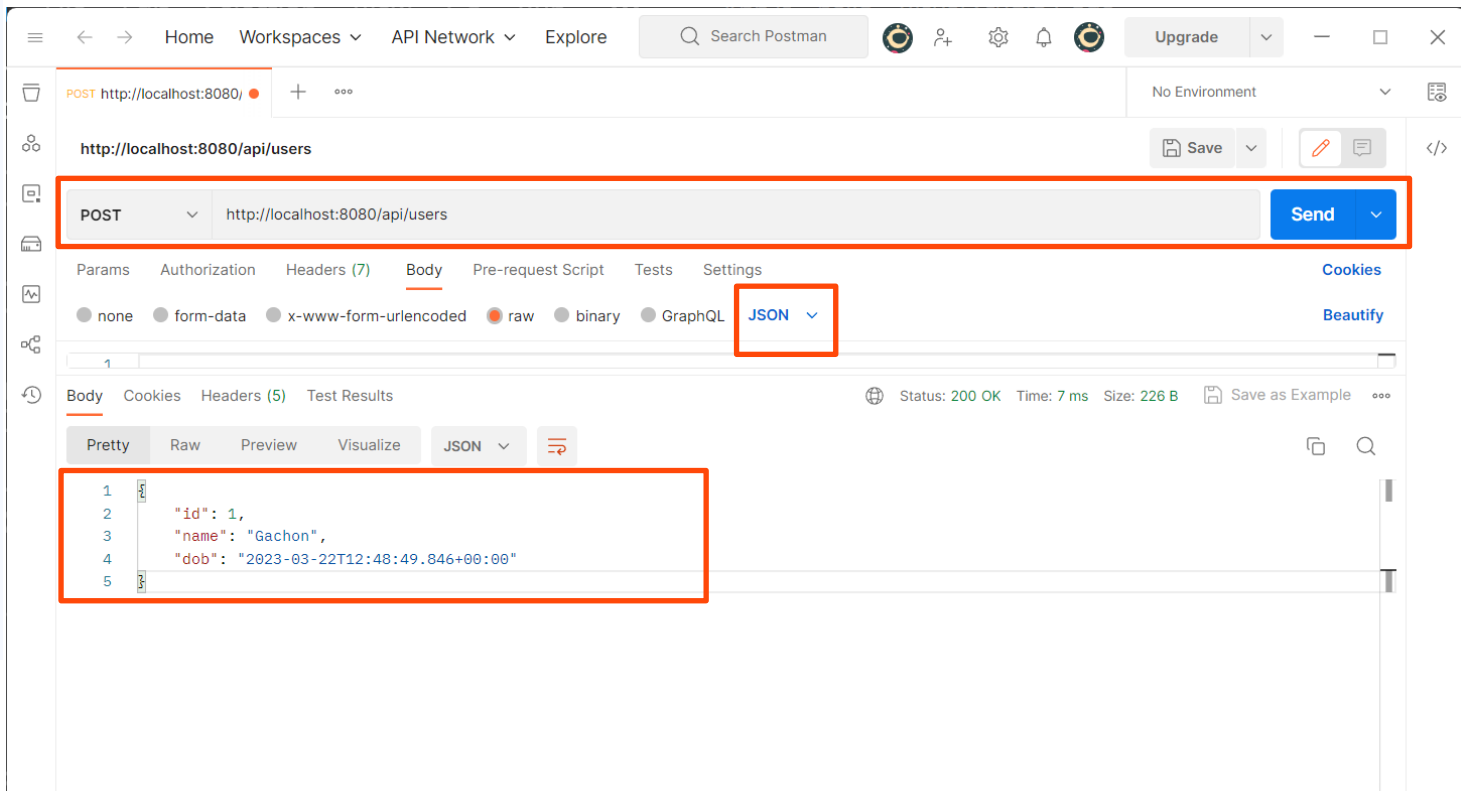 Home Workspaces API Network Explore Search Postman Upgrade
POST http://localhost:8080/ No Environment
http://localhost:8080/api/users Save </>
POST http://localhost:8080/api/users Send
Params Authorization Headers (7) Body Pre-request Script Tests Settings Cookies
none form-data x-www-form-urlencoded raw binary GraphQL JSON Beautify
1
Body Cookies Headers (5) Test Results Status: 200 OK Time: 7 ms Size: 226 B Save as Example
Pretty Raw Preview Visualize JSON
1 {
2 "id": 1,
3 "name": "Gachon",
4 "dob": "2023-03-22T12:48:49.846+00:00"
5 }